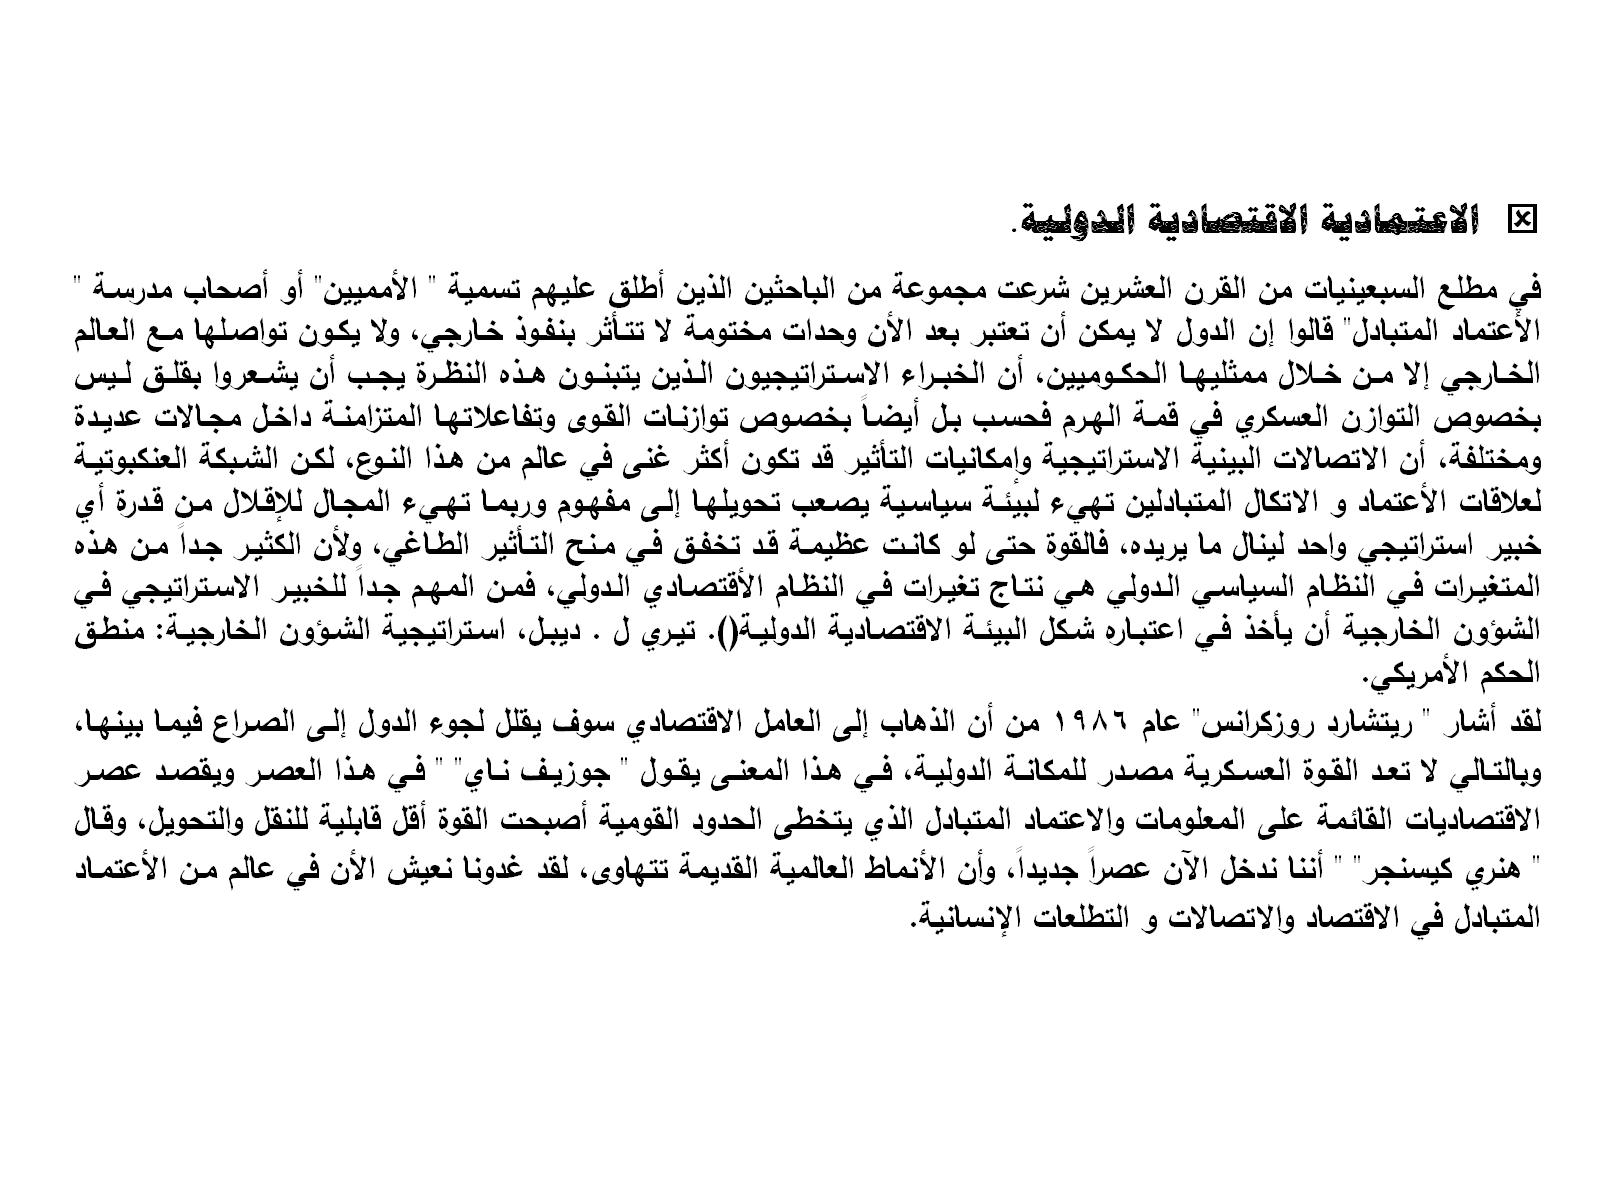 الاعتمادية الاقتصادية الدولية.
في مطلع السبعينيات من القرن العشرين شرعت مجموعة من الباحثين الذين أطلق عليهم تسمية " الأمميين" أو أصحاب مدرسة "
الأعتماد المتبادل" قالوا إن الدول لا يمكن أن تعتبر بعد الأن وحدات مختومة لا تتأثر بنفوذ خارجي، ولا يكون تواصلها مع العالم
الخارجي إلا من خلال ممثليها الحكوميين، أن الخبراء الاستراتيجيون الذين يتبنون هذه النظرة يجب أن يشعروا بقلق ليس
بخصوص التوازن العسكري في قمة الهرم فحسب بل أيضاً بخصوص توازنات القوى وتفاعلاتها المتزامنة داخل مجالات عديدة
ومختلفة، أن الاتصالات البينية الاستراتيجية وإمكانيات التأثير قد تكون أكثر غنى في عالم من هذا النوع، لكن الشبكة العنكبوتية
لعلاقات الأعتماد و الاتكال المتبادلين تهيء لبيئة سياسية يصعب تحويلها إلى مفهوم وربما تهيء المجال للإقلال من قدرة أي
خبير استراتيجي واحد لينال ما يريده، فالقوة حتى لو كانت عظيمة قد تخفق في منح التأثير الطاغي، ولأن الكثير جداً من هذه
المتغيرات في النظام السياسي الدولي هي نتاج تغيرات في النظام الأقتصادي الدولي، فمن المهم جداً للخبير الاستراتيجي في
الشؤون الخارجية أن يأخذ في اعتباره شكل البيئة الاقتصادية الدولية(). تيري ل . ديبل، استراتيجية الشؤون الخارجية: منطق
الحكم الأمريكي.
لقد أشار " ريتشارد روزكرانس" عام ١٩٨٦ من أن الذهاب إلى العامل الاقتصادي سوف يقلل لجوء الدول إلى الصراع فيما بينها،
وبالتالي لا تعد القوة العسكرية مصدر للمكانة الدولية، في هذا المعنى يقول " جوزيف ناي" " في هذا العصر ويقصد عصر
الاقتصاديات القائمة على المعلومات والاعتماد المتبادل الذي يتخطى الحدود القومية أصبحت القوة أقل قابلية للنقل والتحويل، وقال
" هنري كيسنجر" " أننا ندخل الآن عصراً جديداً، وأن الأنماط العالمية القديمة تتهاوى، لقد غدونا نعيش الأن في عالم من الأعتماد
المتبادل في الاقتصاد والاتصالات و التطلعات الإنسانية.